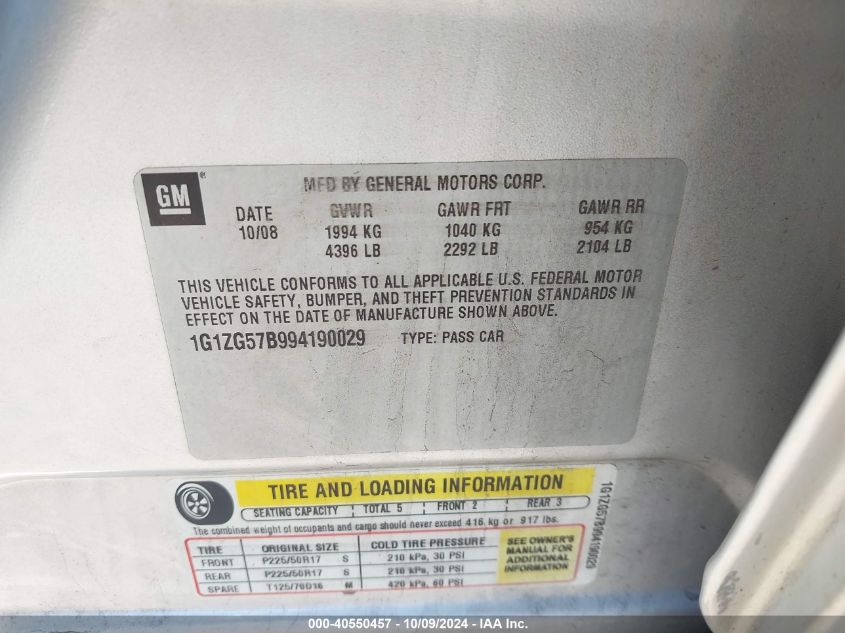 GM ®
MFD BY GENERAL MOTORS CORP.
DATE GVWR GAWR FRT GAWR RR
10/08 1994 KG 1040 KG 954 KG
4396 LB 2292 LB 2104 LB
THIS VEHICLE CONFORMS TO ALL APPLICABLE U.S. FEDERAL MOTOR
VEHICLE SAFETY, BUMPER, AND THEFT PREVENTION STANDARDS IN
EFFECT ON THE DATE OF MANUFACTURE SHOWN ABOVE.
1G1ZG57B994190029 TYPE: PASS CAR
TIRE AND LOADING INFORMATION
SEATING CAPACITY TOTAL 5 FRONT 2 REAR 3
The combined weight of occupants and cargo should never exceed 416 kg or 917 lbs.
TIRE ORIGINAL SIZE COLD TIRE PRESSURE
FRONT P225/50R17 S 210 kPa, 30 PSI
REAR P225/50R17 S 210 kPa, 30 PSI
SPARE T125/70D16 M 420 kPa, 60 PSI
SEE OWNER'S
MANUAL FOR
ADDITIONAL
INFORMATION
1G1ZG57B994190029
000-40550457 - 10/09/2024 - IAA Inc.